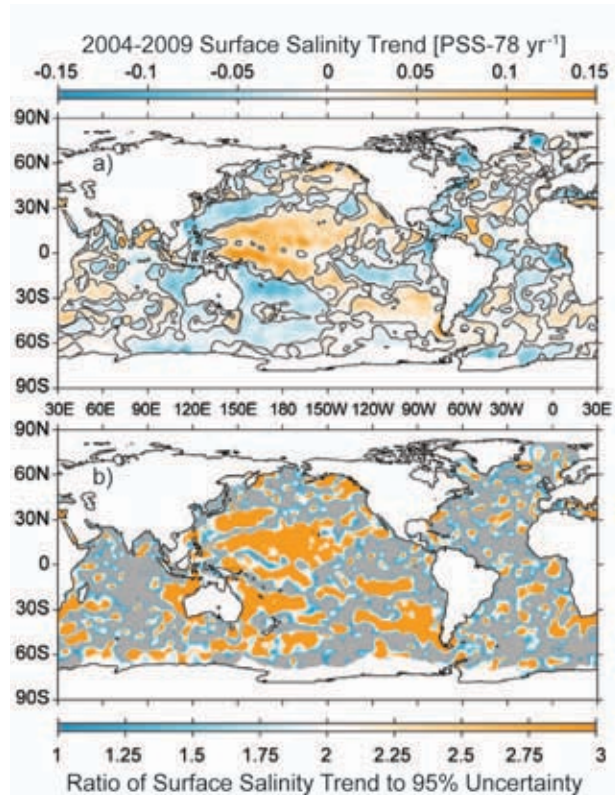 2004-2009 Surface Salinity Trend [PSS-78 yr⁻¹]
-0.15 -0.1 -0.05 0 0.05 0.1 0.15
90N
60N
a)
30N
0
30S
60S
90S
30E 60E 90E 120E 150E 180 150W 120W 90W 60W 30W 0 30E
90N
60N
b)
30N
0
30S
60S
90S
1 1.25 1.5 1.75 2 2.25 2.5 2.75 3
Ratio of Surface Salinity Trend to 95% Uncertainty